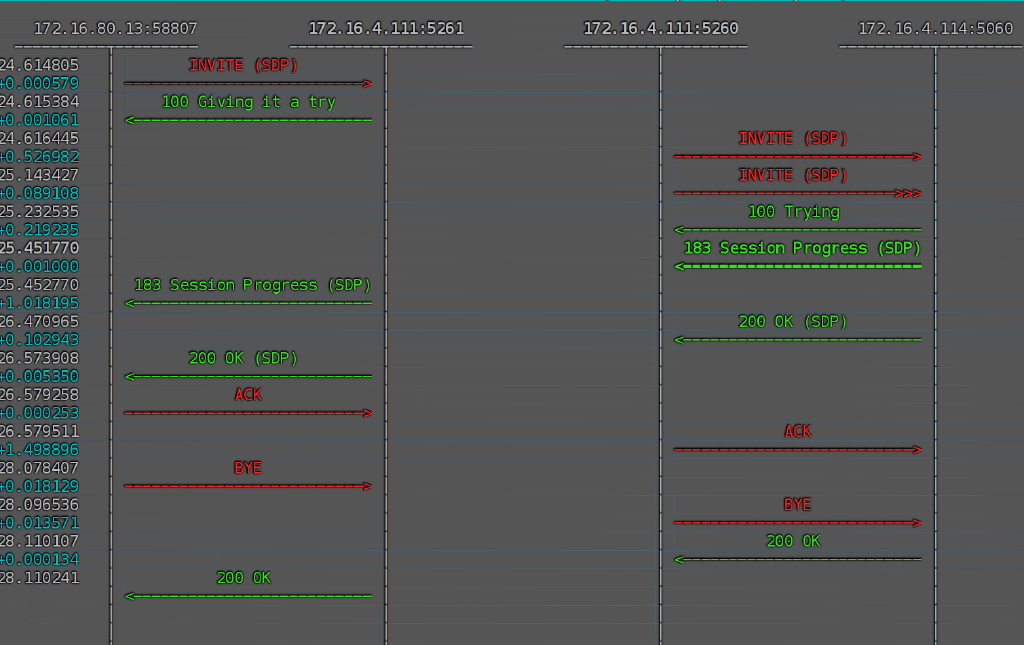 172.16.80.13:58807 172.16.4.111:5261 172.16.4.111:5260 172.16.4.114:5060
24.614805 INVITE (SDP)
+0.000579
24.615384 100 Giving it a try
+0.001061
24.616445 INVITE (SDP)
+0.526982
25.143427 INVITE (SDP)
+0.089108 >>>
25.232535 100 Trying
+0.219235
25.451770 183 Session Progress (SDP)
+0.001000
25.452770 183 Session Progress (SDP)
+1.018195
26.470965 200 OK (SDP)
+0.102943
26.573908 200 OK (SDP)
+0.005350
26.579258 ACK
+0.000253
26.579511 ACK
+1.498896
28.078407 BYE
+0.018129
28.096536 BYE
+0.013571
28.110107 200 OK
+0.000134
28.110241 200 OK